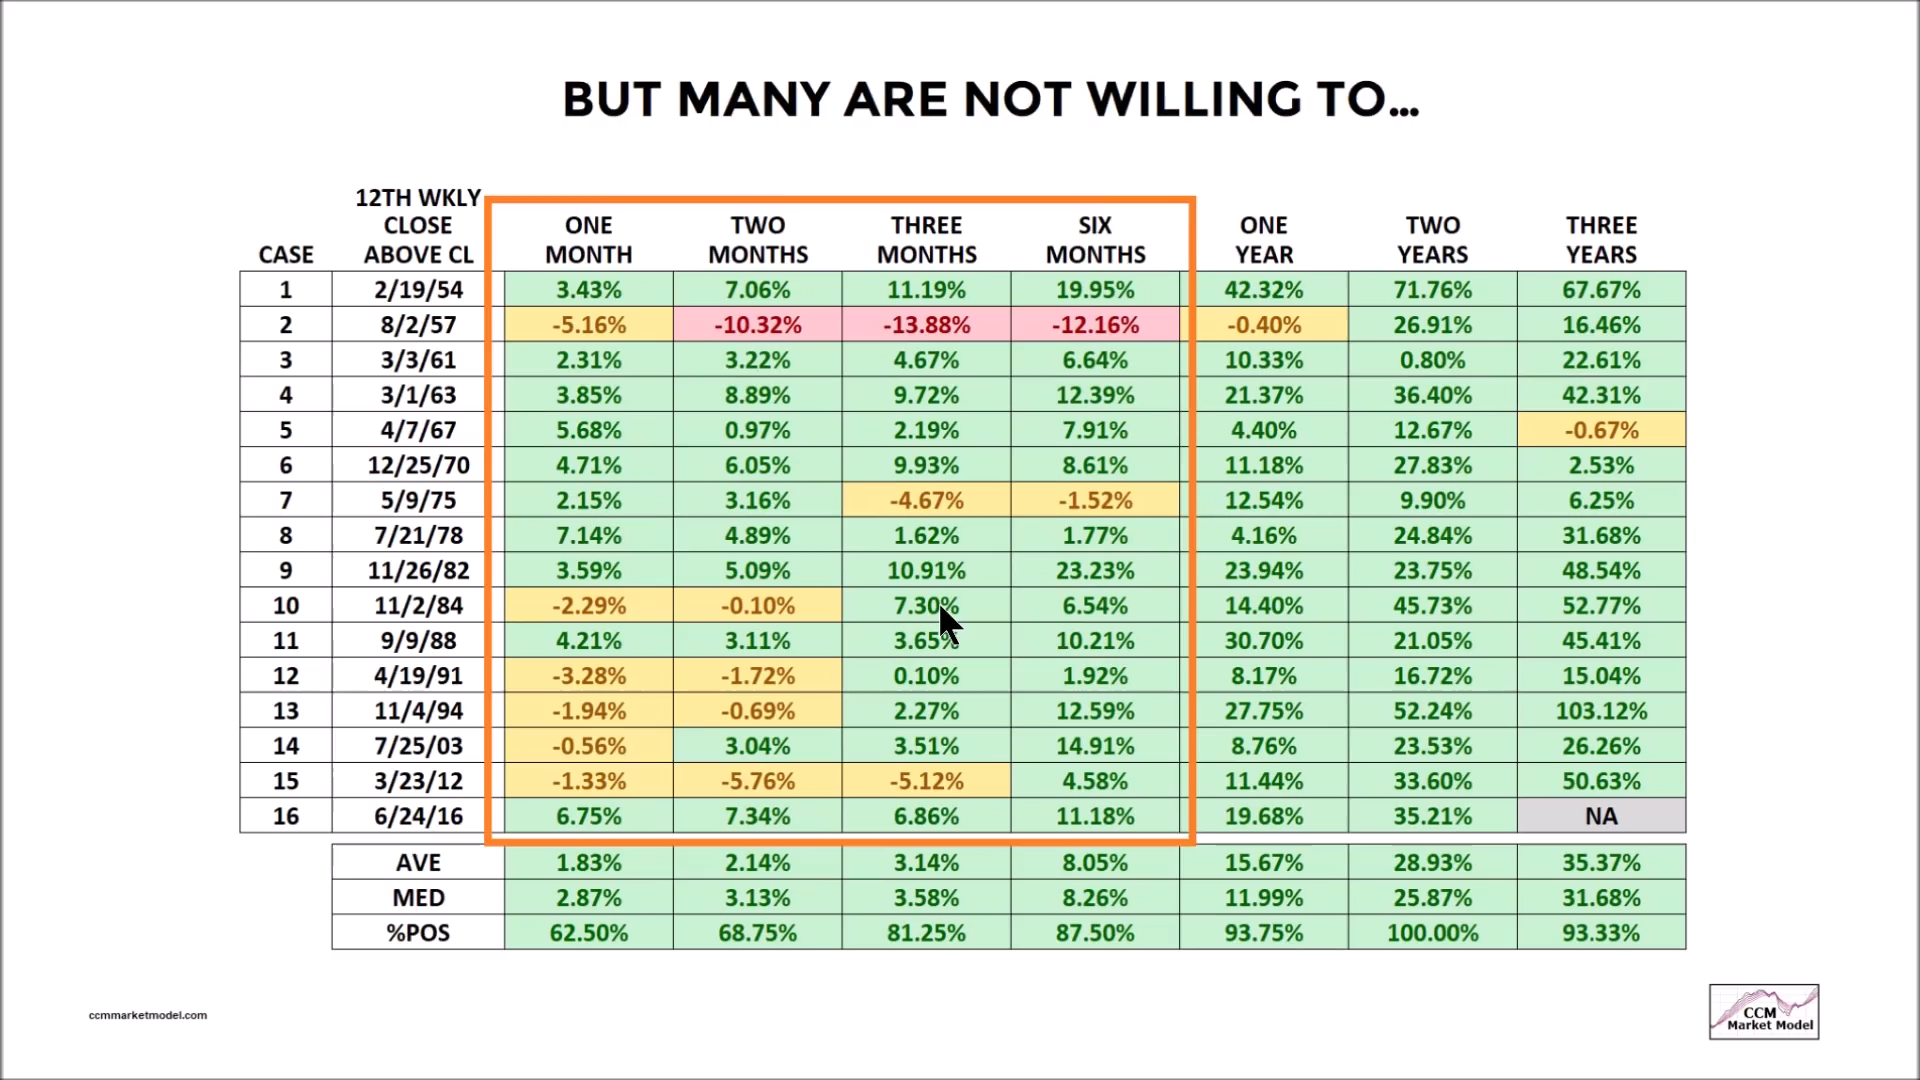 BUT MANY ARE NOT WILLING TO...
12TH WKLY
CLOSE ONE TWO THREE SIX ONE TWO THREE
CASE ABOVE CL MONTH MONTHS MONTHS MONTHS YEAR YEARS YEARS
1 2/19/54 3.43% 7.06% 11.19% 19.95% 42.32% 71.76% 67.67%
2 8/2/57 -5.16% -10.32% -13.88% -12.16% -0.40% 26.91% 16.46%
3 3/3/61 2.31% 3.22% 4.67% 6.64% 10.33% 0.80% 22.61%
4 3/1/63 3.85% 8.89% 9.72% 12.39% 21.37% 36.40% 42.31%
5 4/7/67 5.68% 0.97% 2.19% 7.91% 4.40% 12.67% -0.67%
6 12/25/70 4.71% 6.05% 9.93% 8.61% 11.18% 27.83% 2.53%
7 5/9/75 2.15% 3.16% -4.67% -1.52% 12.54% 9.90% 6.25%
8 7/21/78 7.14% 4.89% 1.62% 1.77% 4.16% 24.84% 31.68%
9 11/26/82 3.59% 5.09% 10.91% 23.23% 23.94% 23.75% 48.54%
10 11/2/84 -2.29% -0.10% 7.30% 6.54% 14.40% 45.73% 52.77%
11 9/9/88 4.21% 3.11% 3.65% 10.21% 30.70% 21.05% 45.41%
12 4/19/91 -3.28% -1.72% 0.10% 1.92% 8.17% 16.72% 15.04%
13 11/4/94 -1.94% -0.69% 2.27% 12.59% 27.75% 52.24% 103.12%
14 7/25/03 -0.56% 3.04% 3.51% 14.91% 8.76% 23.53% 26.26%
15 3/23/12 -1.33% -5.76% -5.12% 4.58% 11.44% 33.60% 50.63%
16 6/24/16 6.75% 7.34% 6.86% 11.18% 19.68% 35.21% NA
AVE 1.83% 2.14% 3.14% 8.05% 15.67% 28.93% 35.37%
MED 2.87% 3.13% 3.58% 8.26% 11.99% 25.87% 31.68%
%POS 62.50% 68.75% 81.25% 87.50% 93.75% 100.00% 93.33%
ccmmarketmodel.com
CCM
Market Model